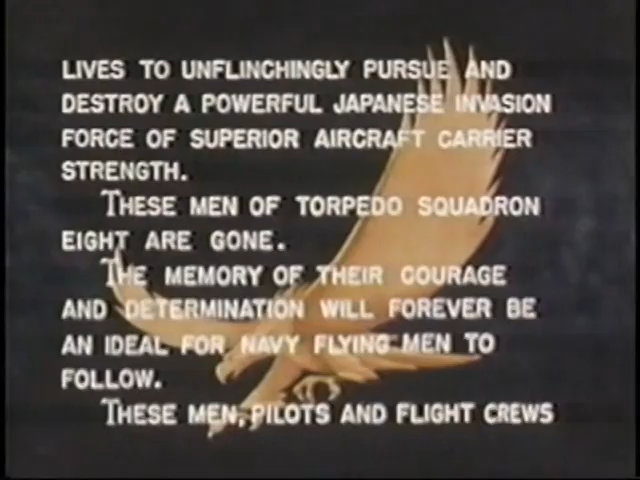 LIVES TO UNFLINCHINGLY PURSUE AND
DESTROY A POWERFUL JAPANESE INVASION
FORCE OF SUPERIOR AIRCRAFT CARRIER
STRENGTH.
THESE MEN OF TORPEDO SQUADRON
EIGHT ARE GONE.
THE MEMORY OF THEIR COURAGE
AND DETERMINATION WILL FOREVER BE
AN IDEAL FOR NAVY FLYING MEN TO
FOLLOW.
THESE MEN, PILOTS AND FLIGHT CREWS